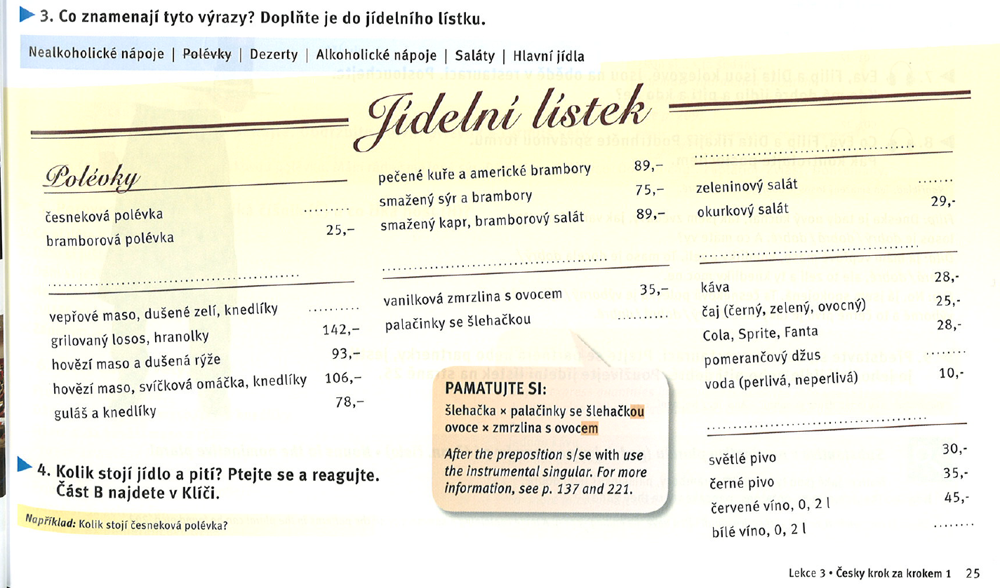 3. Co znamenají tyto výrazy? Doplňte je do jídelního lístku.
Nealkoholické nápoje | Polévky | Dezerty | Alkoholické nápoje | Saláty | Hlavní jídla
Jídelní lístek
Polévky
česneková polévka .........
bramborová polévka 25,–
..........
vepřové maso, dušené zelí, knedlíky ..........
grilovaný losos, hranolky 142,–
hovězí maso a dušená rýže 93,–
hovězí maso, svíčková omáčka, knedlíky 106,–
guláš a knedlíky 78,–
pečené kuře a americké brambory 89,–
smažený sýr a brambory 75,–
smažený kapr, bramborový salát 89,–
..........
vanilková zmrzlina s ovocem 35,–
palačinky se šlehačkou ..........
PAMATUJTE SI:
šlehačka × palačinky se šlehačkou
ovoce × zmrzlina s ovocem
After the preposition s/se with use
the instrumental singular. For more
information, see p. 137 and 221.
..........
zeleninový salát .......
okurkový salát 29,-
..........
káva 28,-
čaj (černý, zelený, ovocný) 25,-
Cola, Sprite, Fanta 28,-
pomerančový džus ........
voda (perlivá, neperlivá) 10,-
..........
světlé pivo 30,-
černé pivo 35,-
červené víno, 0, 2 l 45,-
bílé víno, 0, 2 l ........
4. Kolik stojí jídlo a pití? Ptejte se a reagujte.
Část B najdete v Klíči.
Například: Kolik stojí česneková polévka?
Lekce 3 • Česky krok za krokem 1 25